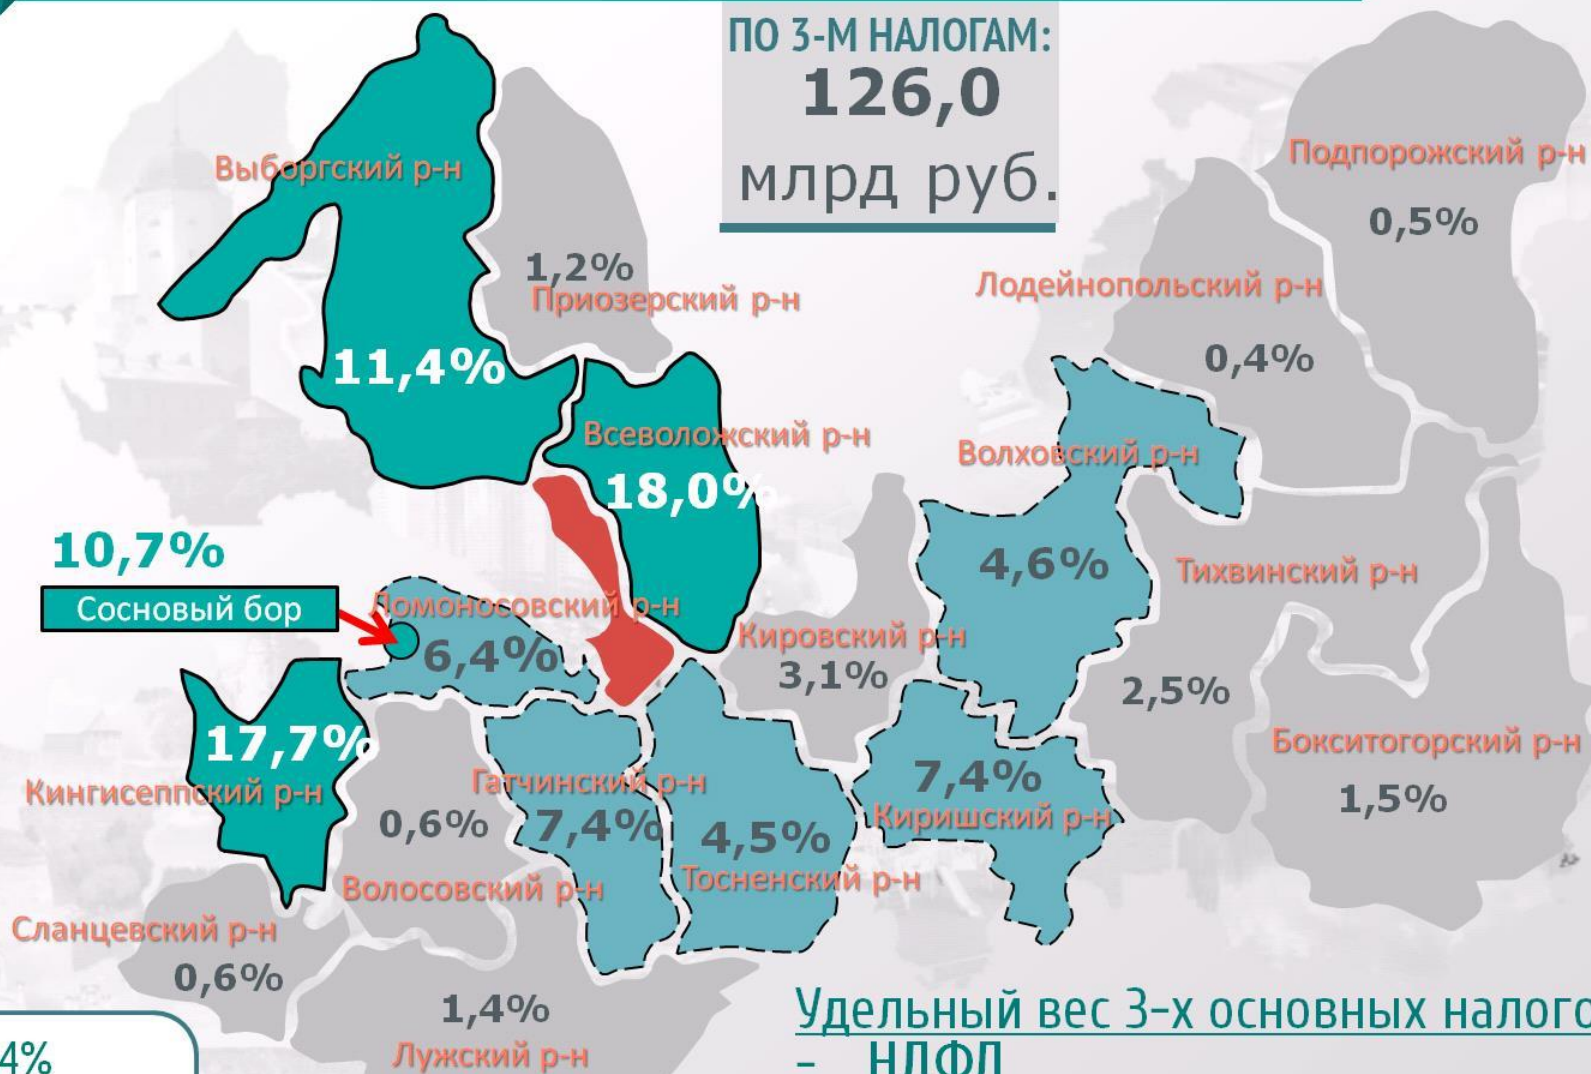 ПО 3-М НАЛОГАМ:
126,0
млрд руб.
Выборгский р-н
11,4%
1,2%
Приозерский р-н
Подпорожский р-н
0,5%
Лодейнопольский р-н
0,4%
Всеволожский р-н
18,0%
Волховский р-н
4,6%
10,7%
Сосновый бор
Ломоносовский р-н
6,4%
Кировский р-н
3,1%
Тихвинский р-н
2,5%
17,7%
Кингисеппский р-н
Гатчинский р-н
7,4%
0,6%
Волосовский р-н
4,5%
Тосненский р-н
7,4%
Киришский р-н
Бокситогорский р-н
1,5%
Сланцевский р-н
0,6%
1,4%
Лужский р-н
4%
Удельный вес 3-х основных налого
- НДФЛ